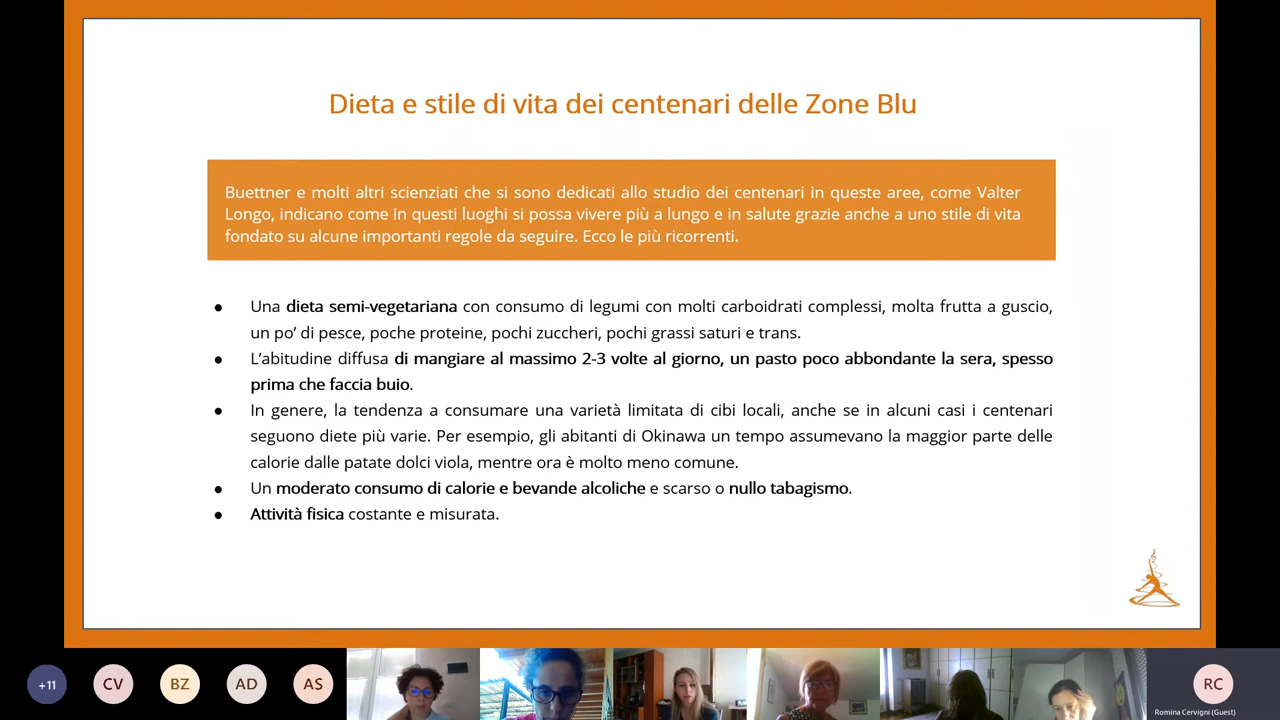 Dieta e stile di vita dei centenari delle Zone Blu
Buettner e molti altri scienziati che si sono dedicati allo studio dei centenari in queste aree, come Valter
Longo, indicano come in questi luoghi si possa vivere più a lungo e in salute grazie anche a uno stile di vita
fondato su alcune importanti regole da seguire. Ecco le più ricorrenti.
● Una dieta semi-vegetariana con consumo di legumi con molti carboidrati complessi, molta frutta a guscio,
un po’ di pesce, poche proteine, pochi zuccheri, pochi grassi saturi e trans.
● L’abitudine diffusa di mangiare al massimo 2-3 volte al giorno, un pasto poco abbondante la sera, spesso
prima che faccia buio.
● In genere, la tendenza a consumare una varietà limitata di cibi locali, anche se in alcuni casi i centenari
seguono diete più varie. Per esempio, gli abitanti di Okinawa un tempo assumevano la maggior parte delle
calorie dalle patate dolci viola, mentre ora è molto meno comune.
● Un moderato consumo di calorie e bevande alcoliche e scarso o nullo tabagismo.
● Attività fisica costante e misurata.
+11 CV BZ AD AS RC
Romina Cervigni (Guest)